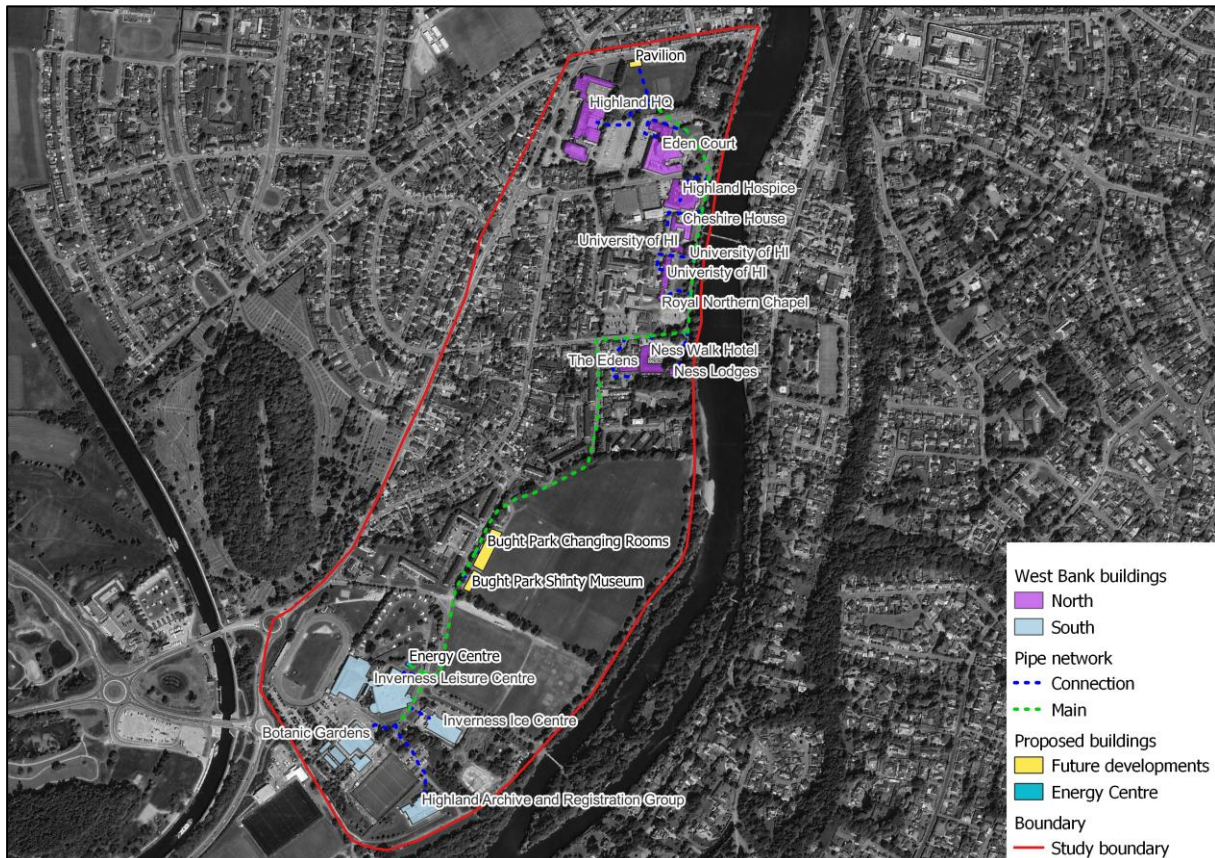 Pavilion
Highland HQ
Eden Court
Highland Hospice
Cheshire House
University of HI
University of HI
Univeristy of HI
Royal Northern Chapel
Ness Walk Hotel
The Edens
Ness Lodges
Bught Park Changing Rooms
Bught Park Shinty Museum
Energy Centre
Inverness Leisure Centre
Inverness Ice Centre
Botanic Gardens
Highland Archive and Registration Group
West Bank buildings
North
South
Pipe network
Connection
Main
Proposed buildings
Future developments
Energy Centre
Boundary
Study boundary